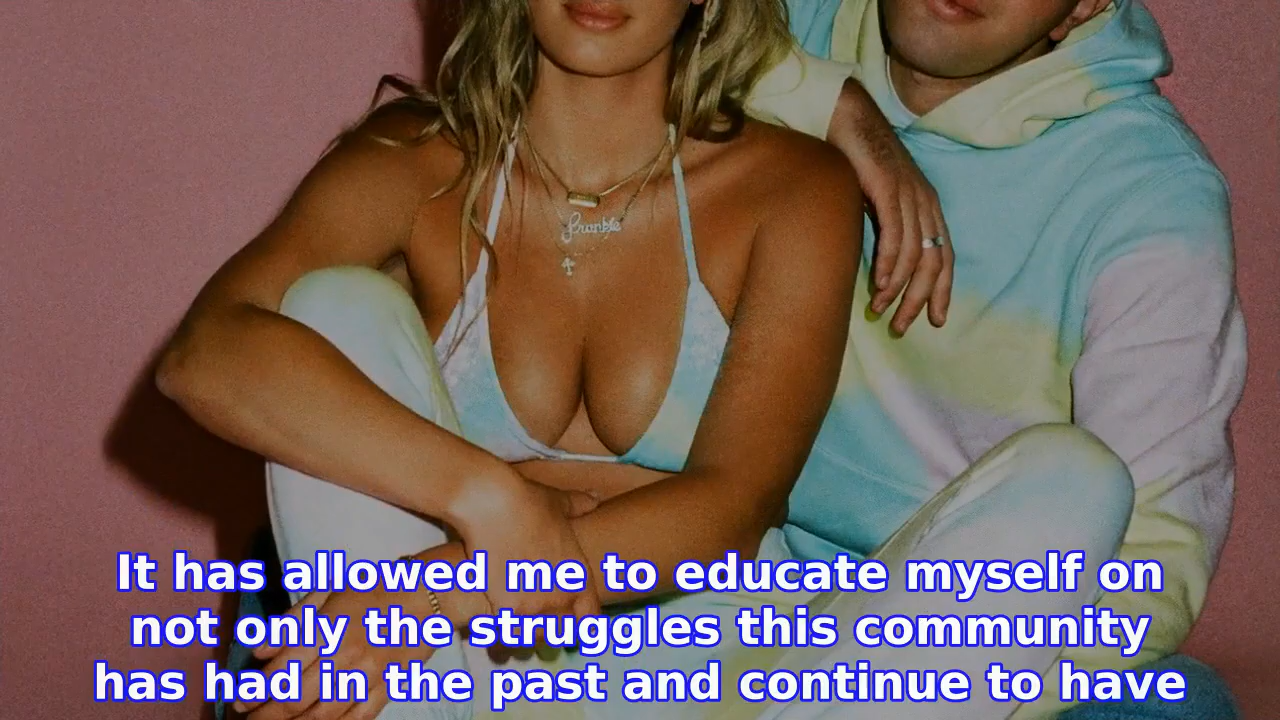 Frankie
It has allowed me to educate myself on
not only the struggles this community
has had in the past and continue to have